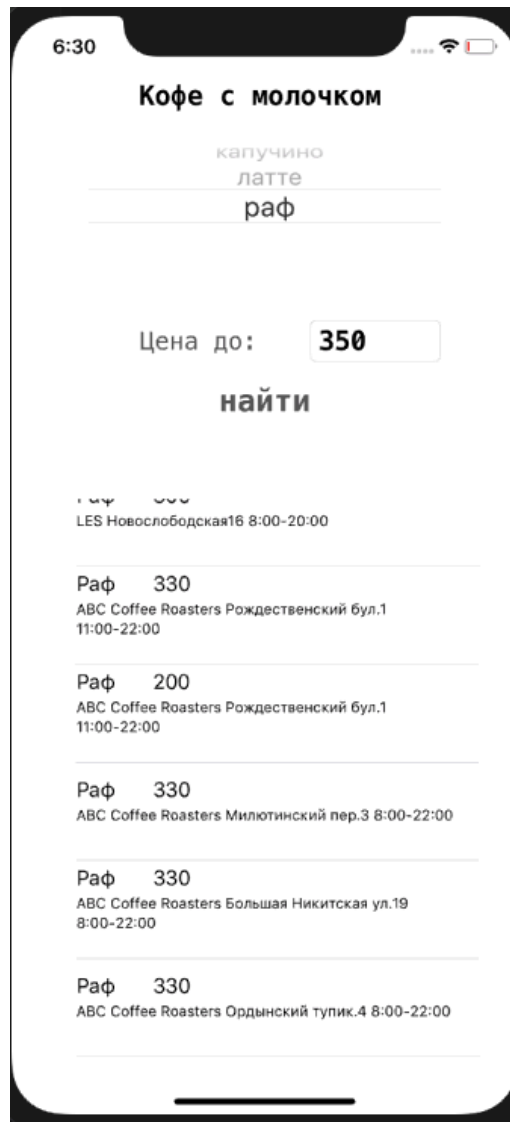 6:30
Кофе с молочком
капучино
латте
раф
Цена до:
350
найти
LES Новослободская16 8:00-20:00
Раф 330
ABC Coffee Roasters Рождественский бул.1
11:00-22:00
Раф 200
ABC Coffee Roasters Рождественский бул.1
11:00-22:00
Раф 330
ABC Coffee Roasters Милютинский пер.3 8:00-22:00
Раф 330
ABC Coffee Roasters Большая Никитская ул.19
8:00-22:00
Раф 330
ABC Coffee Roasters Ордынский тупик.4 8:00-22:00